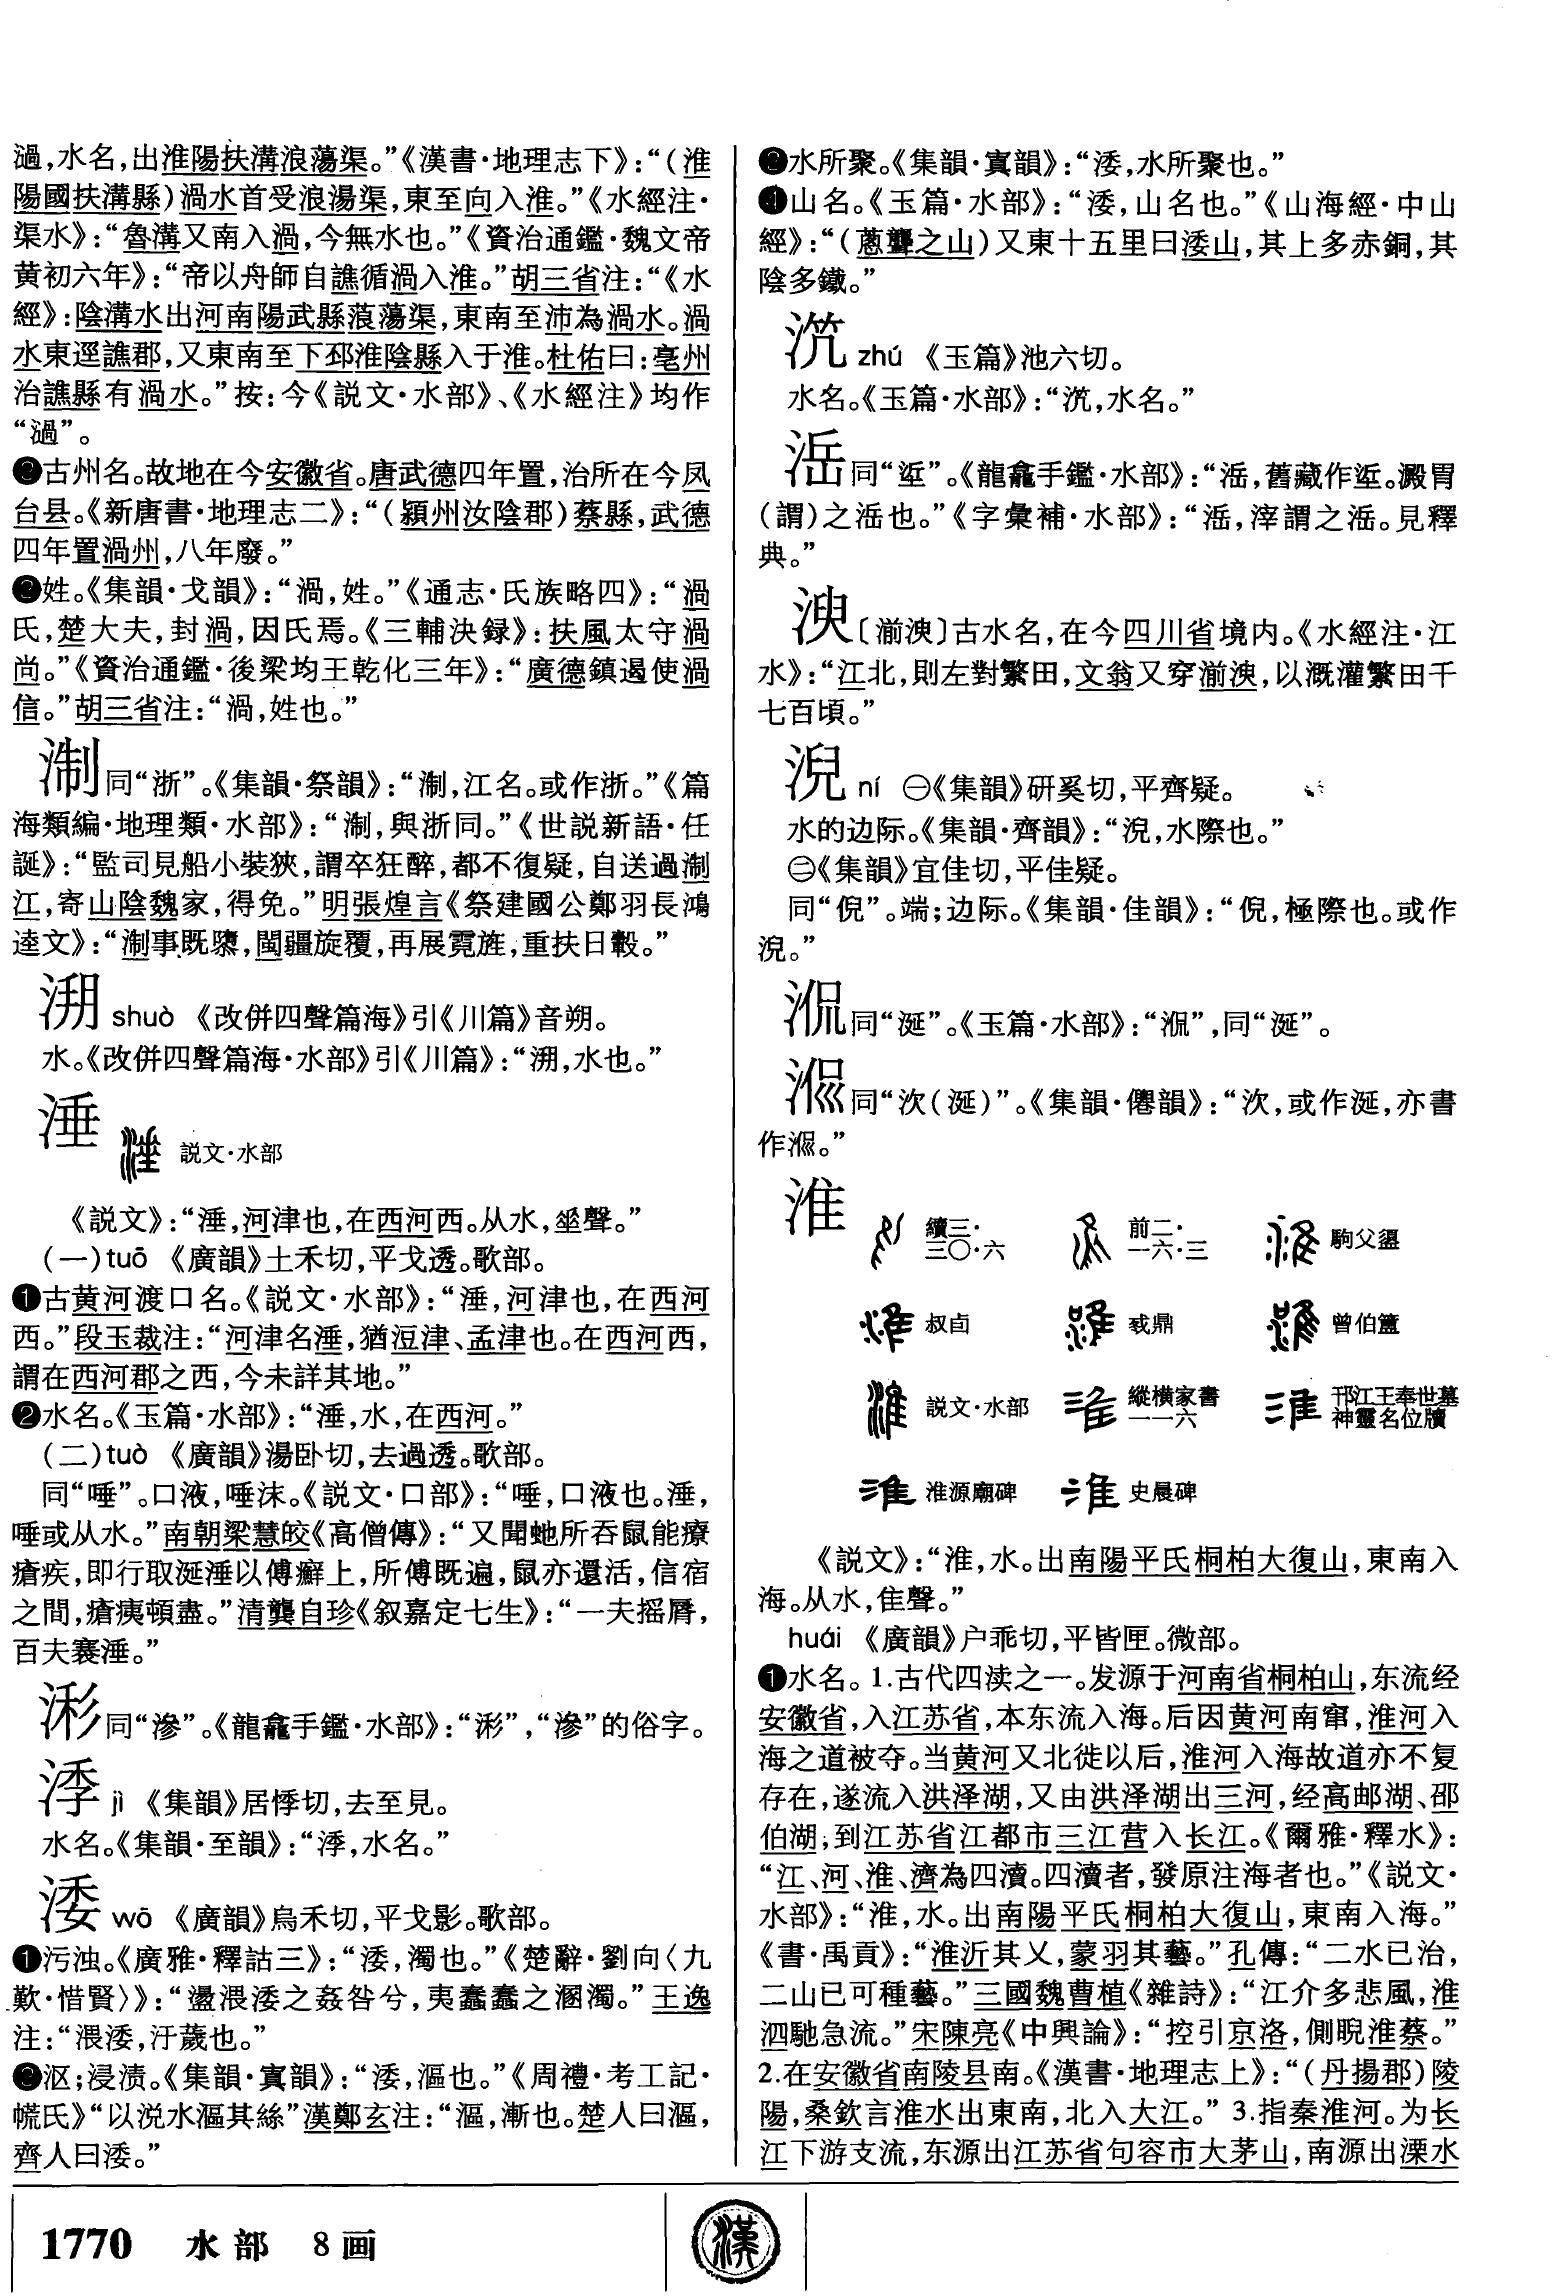 濄，水名，出淮陽扶溝浪蕩渠。”《漢書·地理志下》：“（淮
陽國扶溝縣）渦水首受浪湯渠，東至向入淮。”《水經注·
渠水》：“魯溝又南入渦，今無水也。”《資治通鑑·魏文帝
黄初六年》：“帝以舟師自譙循渦入淮。”胡三省注：“《水
經》：陰溝水出河南陽武縣蒗蕩渠，東南至沛為渦水。渦
水東逕譙郡，又東南至下邳淮陰縣入于淮。杜佑曰：亳州
治譙縣有渦水。”按：今《説文·水部》、《水經注》均作
“濄”。
❷古州名。故地在今安徽省。唐武德四年置，治所在今凤
台县。《新唐書·地理志二》：“（潁州汝陰郡）蔡縣，武德
四年置渦州，八年廢。”
❸姓。《集韻·戈韻》：“渦，姓。”《通志·氏族略四》：“渦
氏，楚大夫，封渦，因氏焉。《三輔決録》：扶風太守渦
尚。”《資治通鑑·後梁均王乾化三年》：“廣德鎮遏使渦
信。”胡三省注：“渦，姓也。”
淛同“浙”。《集韻·祭韻》：“淛，江名。或作浙。”《篇
海類編·地理類·水部》：“淛，與浙同。”《世説新語·任
誕》：“監司見船小裝狹，謂卒狂醉，都不復疑，自送過淛
江，寄山陰魏家，得免。”明張煌言《祭建國公鄭羽長鴻
逵文》：“淛事既隳，閩疆旋覆，再展霓旌，重扶日轂。”
𣶈 shuò 《改併四聲篇海》引《川篇》音朔。
水。《改併四聲篇海·水部》引《川篇》：“𣶈，水也。”
涶
説文·水部
《説文》：“涶，河津也，在西河西。从水，𡍮聲。”
（一）tuō 《廣韻》土禾切，平戈透。歌部。
❶古黄河渡口名。《説文·水部》：“涶，河津也，在西河
西。”段玉裁注：“河津名涶，猶浢津、孟津也。在西河西，
謂在西河郡之西，今未詳其地。”
❷水名。《玉篇·水部》：“涶，水，在西河。”
（二）tuò 《廣韻》湯卧切，去過透。歌部。
同“唾”。口液，唾沫。《説文·口部》：“唾，口液也。涶，
唾或从水。”南朝梁慧皎《高僧傳》：“又聞虵所吞鼠能療
瘡疾，即行取涎涶以傅癬上，所傅既遍，鼠亦還活，信宿
之間，瘡痍頓盡。”清龔自珍《叙嘉定七生》：“一夫摇脣，
百夫褰涶。”
渁同“滲”。《龍龕手鑑·水部》：“渁”，“滲”的俗字。
湀 jì 《集韻》居悸切，去至見。
水名。《集韻·至韻》：“湀，水名。”
涹 wō 《廣韻》烏禾切，平戈影。歌部。
❶污浊。《廣雅·釋詁三》：“涹，濁也。”《楚辭·劉向〈九
歎·惜賢〉》：“盪渨涹之姦咎兮，夷蠢蠢之溷濁。”王逸
注：“渨涹，汙薉也。”
❷沤；浸渍。《集韻·寘韻》：“涹，漚也。”《周禮·考工記·
㡆氏》“以涚水漚其絲”漢鄭玄注：“漚，漸也。楚人曰漚，
齊人曰涹。”
❸水所聚。《集韻·寘韻》：“涹，水所聚也。”
❹山名。《玉篇·水部》：“涹，山名也。”《山海經·中山
經》：“（葱聾之山）又東十五里曰涹山，其上多赤銅，其
陰多鐵。”
zhú 《玉篇》池六切。
水名。《玉篇·水部》：“，水名。”
同“”。《龍龕手鑑·水部》：“，舊藏作。澱胃
（謂）之也。”《字彙補·水部》：“，滓謂之。見釋
典。”
㳛〔湔㳛〕古水名，在今四川省境内。《水經注·江
水》：“江北，則左對繁田，文翁又穿湔㳛，以溉灌繁田千
七百頃。”
淣 ní ㊀《集韻》研奚切，平齊疑。
水的边际。《集韻·齊韻》：“淣，水際也。”
㊁《集韻》宜佳切，平佳疑。
同“倪”。端；边际。《集韻·佳韻》：“倪，極際也。或作
淣。”
同“涎”。《玉篇·水部》：“”，同“涎”。
同“㳄（涎）”。《集韻·僊韻》：“㳄，或作涎，亦書
作。”
淮
續三·三〇·六
前二·一六·三
駒父盨
叔卣
㦰鼎
曾伯簠
説文·水部
縱横家書一一六
邗江王奉世墓神靈名位牘
淮源廟碑
史晨碑
《説文》：“淮，水。出南陽平氏桐柏大復山，東南入
海。从水，隹聲。”
huái 《廣韻》户乖切，平皆匣。微部。
❶水名。1.古代四渎之一。发源于河南省桐柏山，东流经
安徽省，入江苏省，本东流入海。后因黄河南窜，淮河入
海之道被夺。当黄河又北徙以后，淮河入海故道亦不复
存在，遂流入洪泽湖，又由洪泽湖出三河，经高邮湖、邵
伯湖，到江苏省江都市三江营入长江。《爾雅·釋水》：
“江、河、淮、濟為四瀆。四瀆者，發原注海者也。”《説文·
水部》：“淮，水。出南陽平氏桐柏大復山，東南入海。”
《書·禹貢》：“淮沂其乂，蒙羽其藝。”孔傳：“二水已治，
二山已可種藝。”三國魏曹植《雜詩》：“江介多悲風，淮
泗馳急流。”宋陳亮《中興論》：“控引京洛，側睨淮蔡。”
2.在安徽省南陵县南。《漢書·地理志上》：“（丹揚郡）陵
陽，桑欽言淮水出東南，北入大江。” 3.指秦淮河。为长
江下游支流，东源出江苏省句容市大茅山，南源出溧水
1770 水部 8画
漢